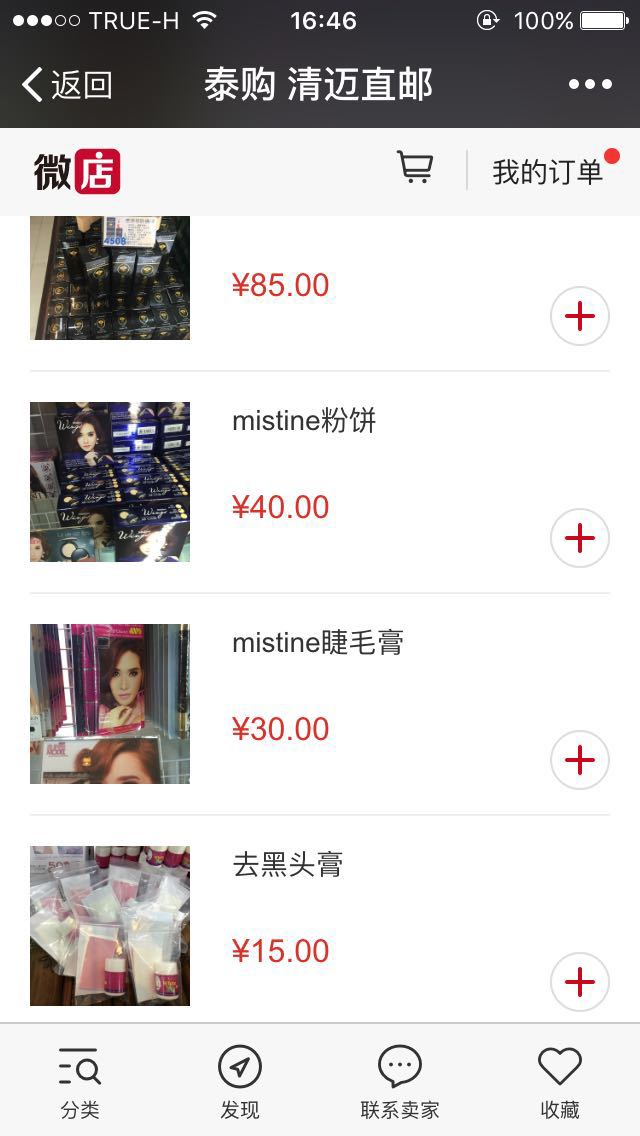 TRUE-H 16:46 100%
返回 泰购 清迈直邮
微店 我的订单
¥85.00
mistine粉饼
Wings
¥40.00
mistine睫毛膏
¥30.00
去黑头膏
¥15.00
分类 发现 联系卖家 收藏